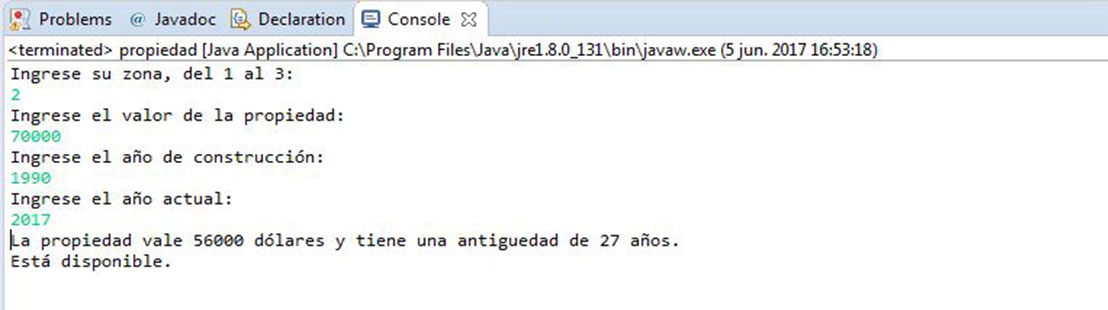 Problems @ Javadoc Declaration Console
<terminated> propiedad [Java Application] C:\Program Files\Java\jre1.8.0_131\bin\javaw.exe (5 jun. 2017 16:53:18)
Ingrese su zona, del 1 al 3:
2
Ingrese el valor de la propiedad:
70000
Ingrese el año de construcción:
1990
Ingrese el año actual:
2017
La propiedad vale 56000 dólares y tiene una antiguedad de 27 años.
Está disponible.